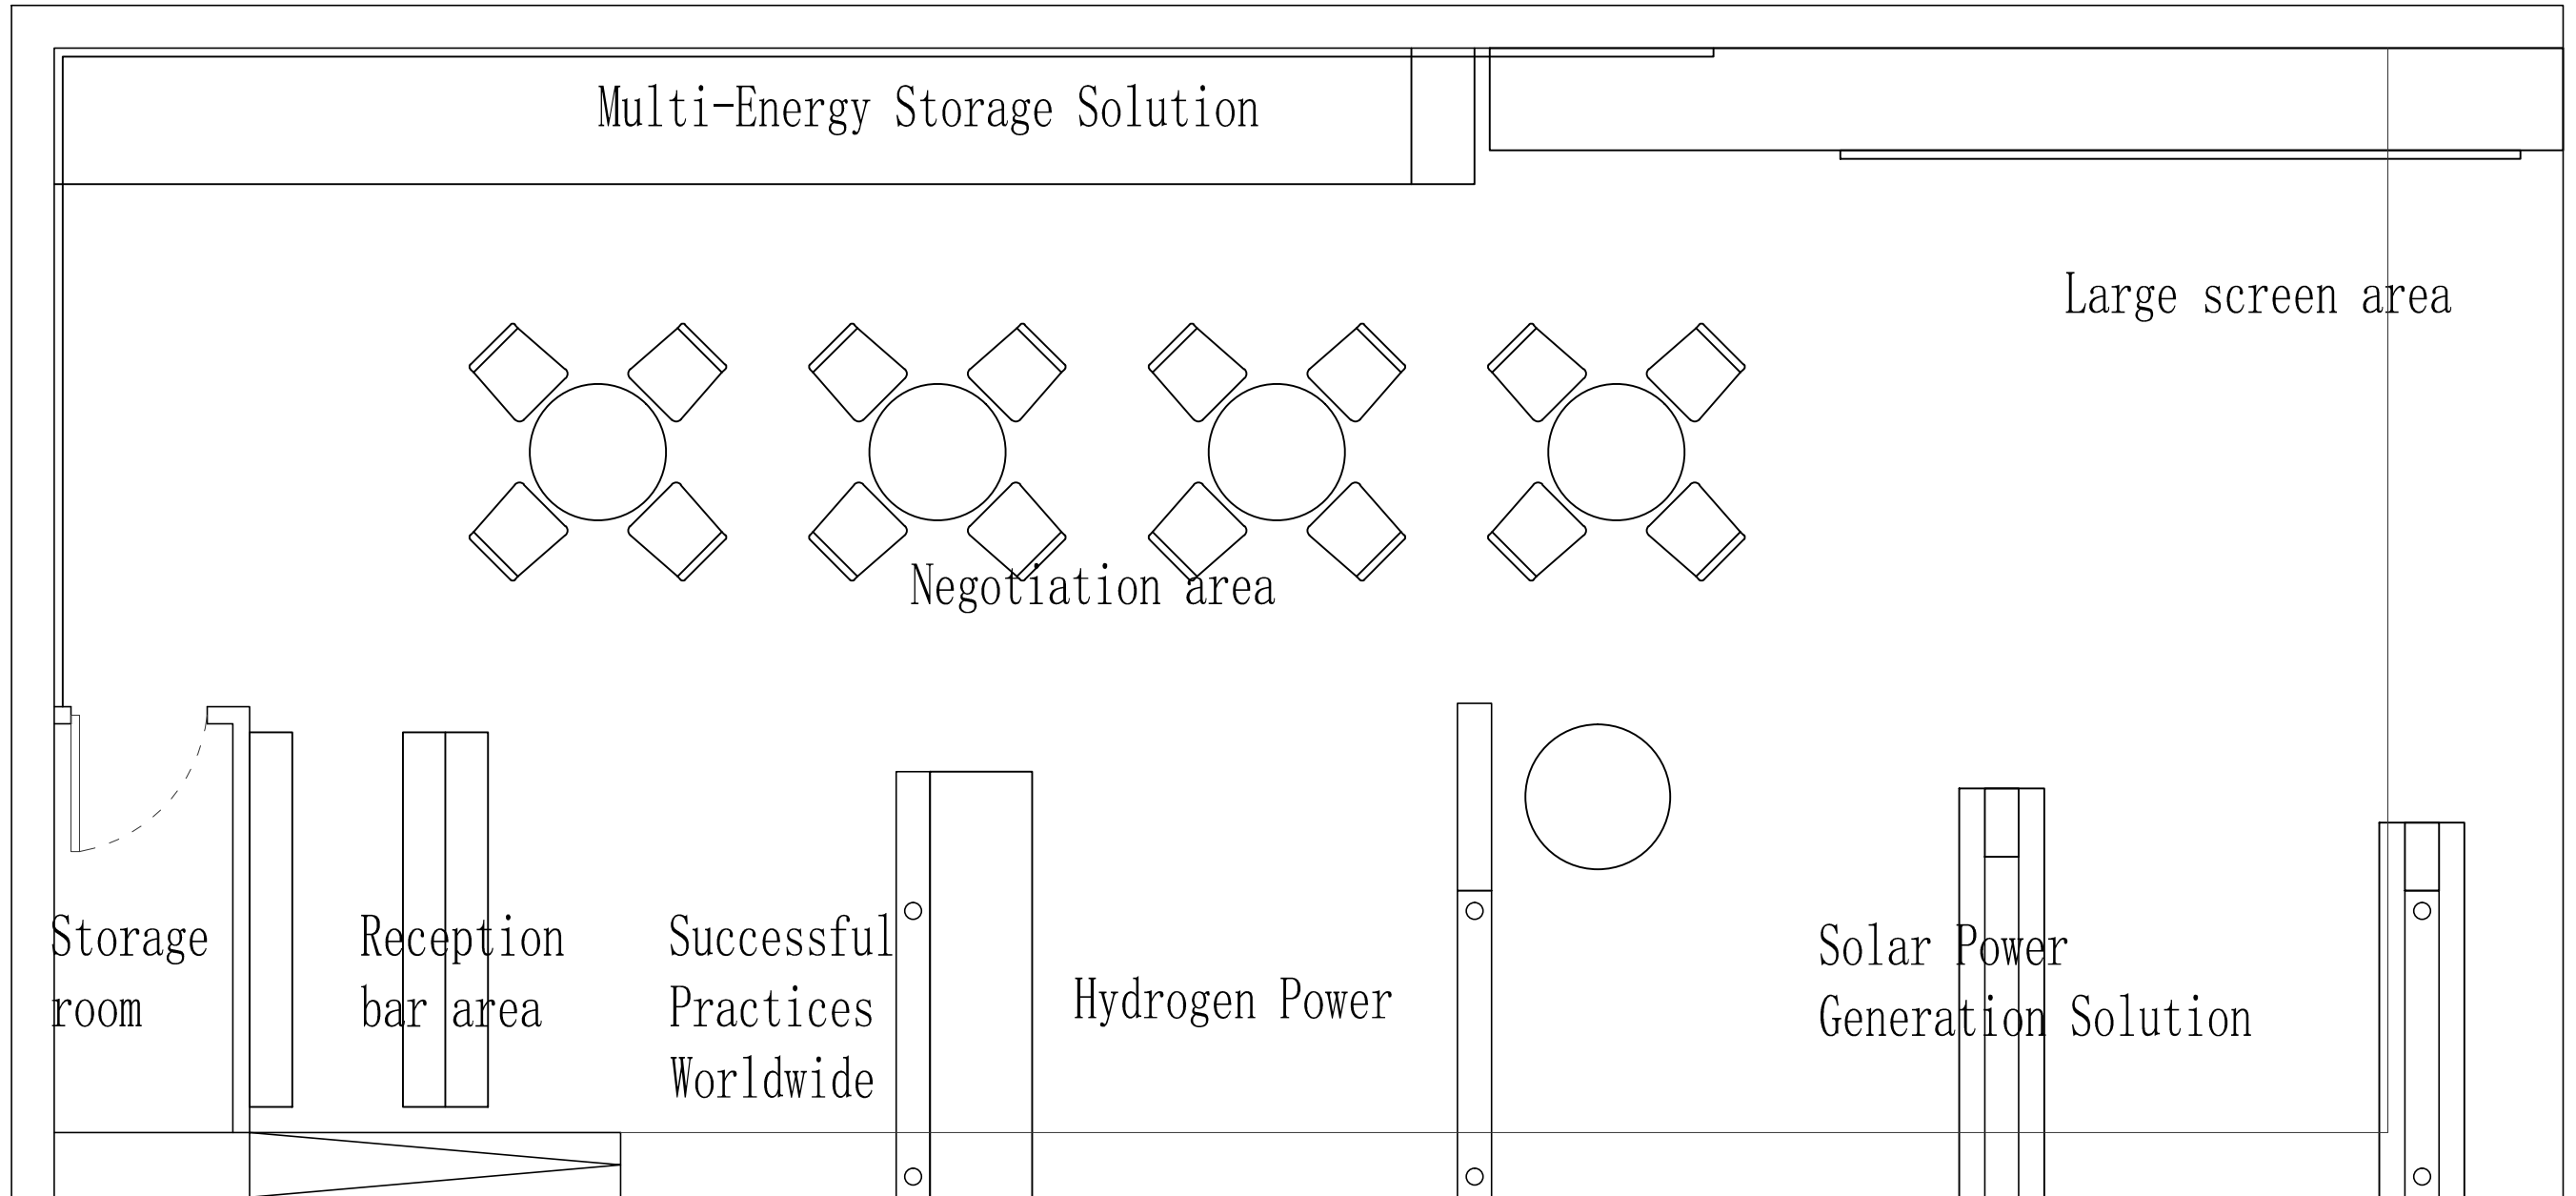 Multi-Energy Storage Solution
Large screen area
Negotiation area
Storage
room
Reception
bar area
Successful
Practices
Worldwide
Hydrogen Power
Solar Power
Generation Solution